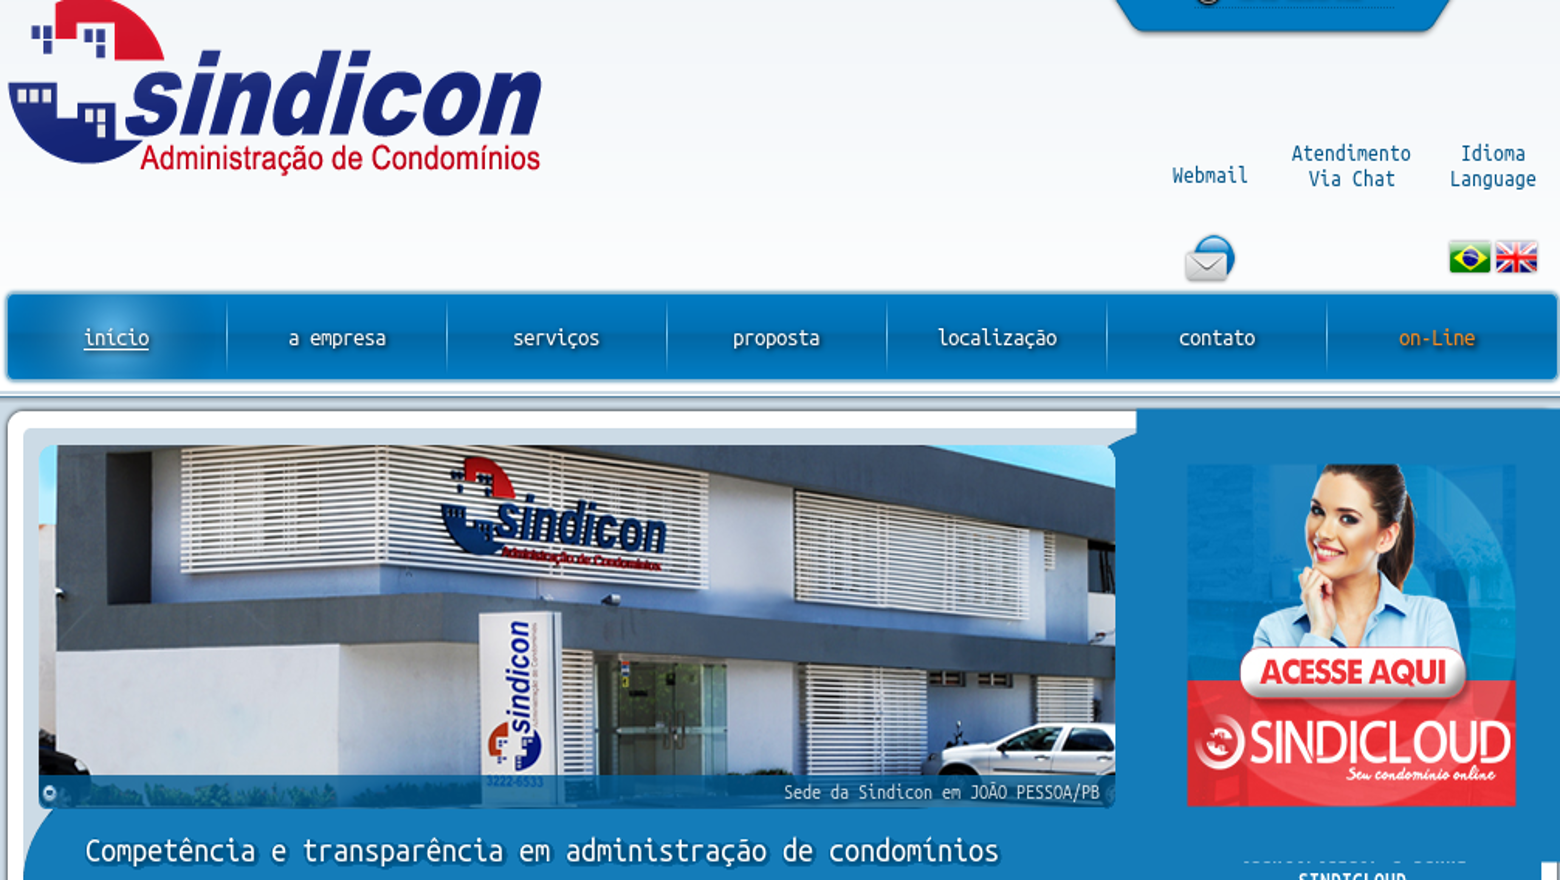 sindicon
Administração de Condomínios
Webmail
Atendimento
Via Chat
Idioma
Language
início
a empresa
serviços
proposta
localização
contato
on-Line
sindicon
Administração de Condomínios
sindicon
Administração de Condomínios
3222-6533
Sede da Sindicon em JOÃO PESSOA/PB
ACESSE AQUI
SINDICLOUD
Seu condomínio online
Competência e transparência em administração de condomínios
SINDICLOUD